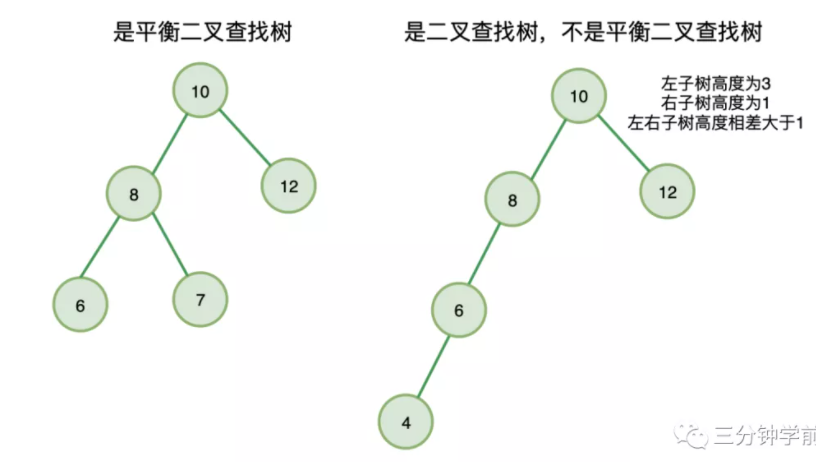 是平衡二叉查找树
是二叉查找树，不是平衡二叉查找树
左子树高度为3
右子树高度为1
左右子树高度相差大于1
10
8
12
6
7
10
8
12
6
4
三分钟学前